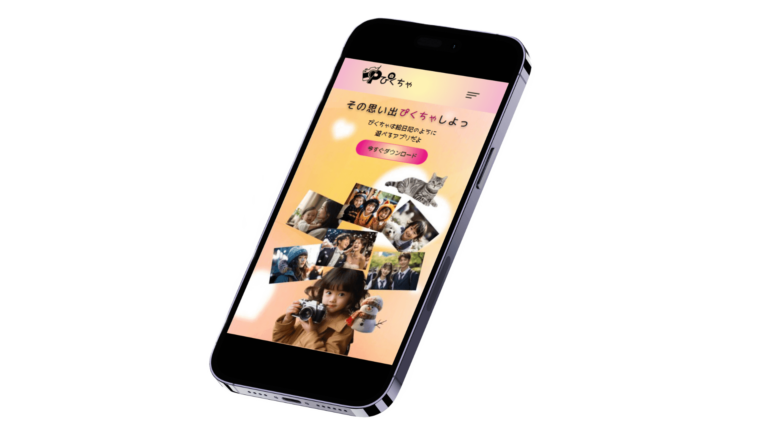 ぴくちゃ
その思い出ぴくちゃしよっ
ぴくちゃは絵日記のように
遊べるアプリだよ
今すぐダウンロード